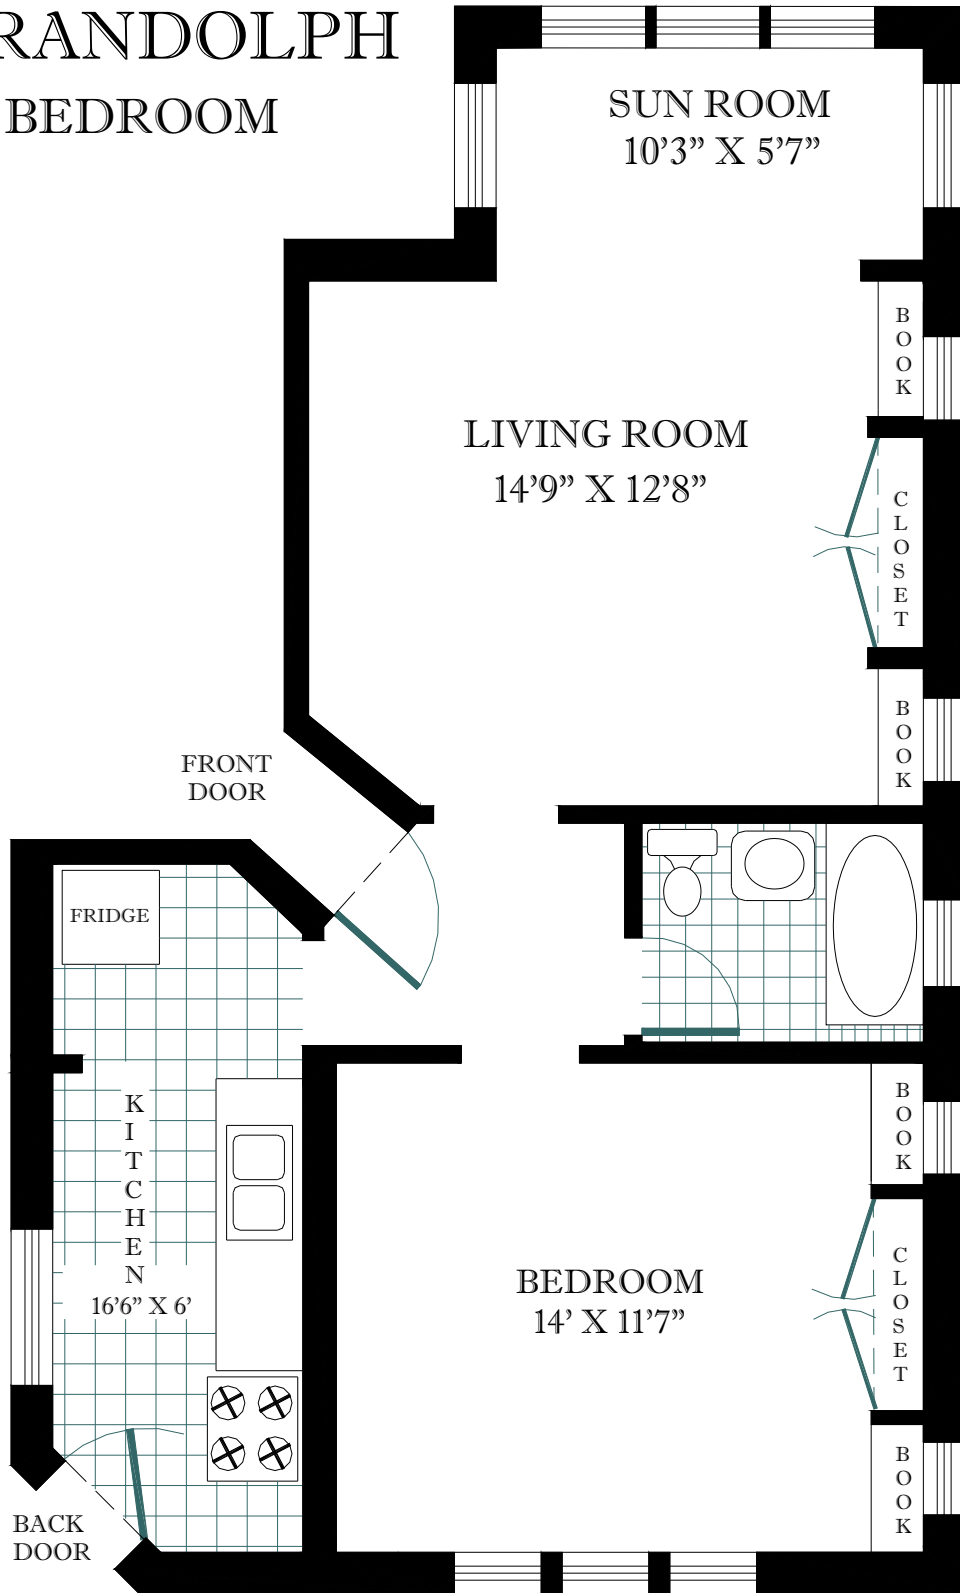 RANDOLPH
BEDROOM
SUN ROOM
10'3” X 5'7”
BOOK
LIVING ROOM
14'9” X 12'8”
CLOSET
BOOK
FRONT
DOOR
FRIDGE
KITCHEN
16'6” X 6'
BOOK
BEDROOM
14' X 11'7”
CLOSET
BOOK
BACK
DOOR